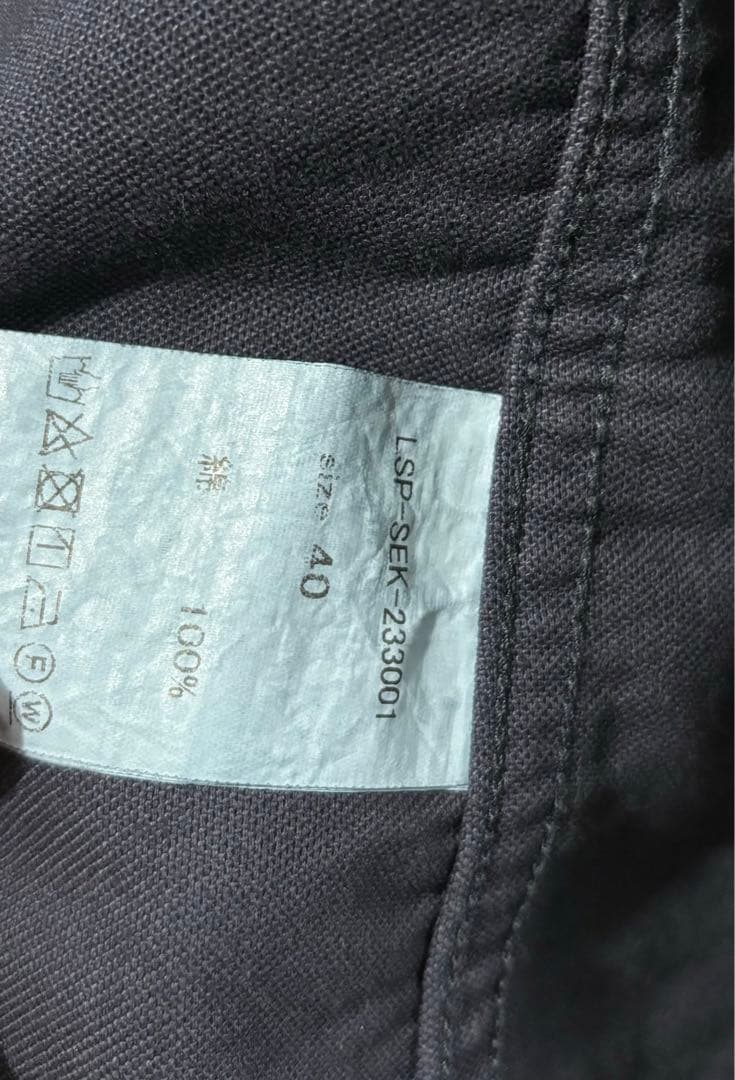 LSP-SEK-233001
size 40
綿 100%
F W